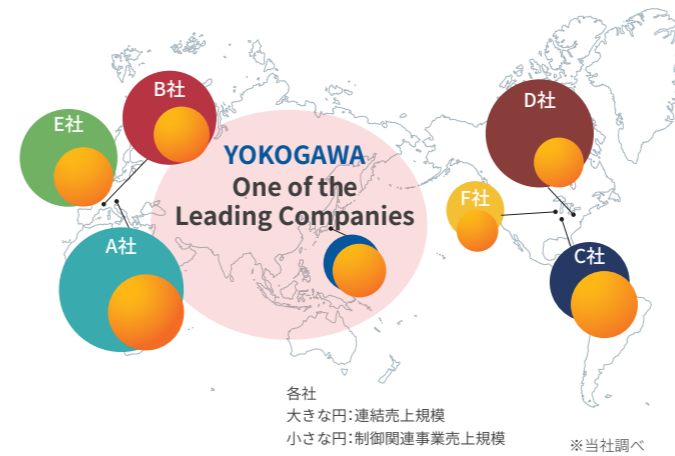 B社
E社
D社
YOKOGAWA
One of the
Leading Companies
F社
A社
C社
各社
大きな円：連結売上規模
小さな円：制御関連事業売上規模
※当社調べ